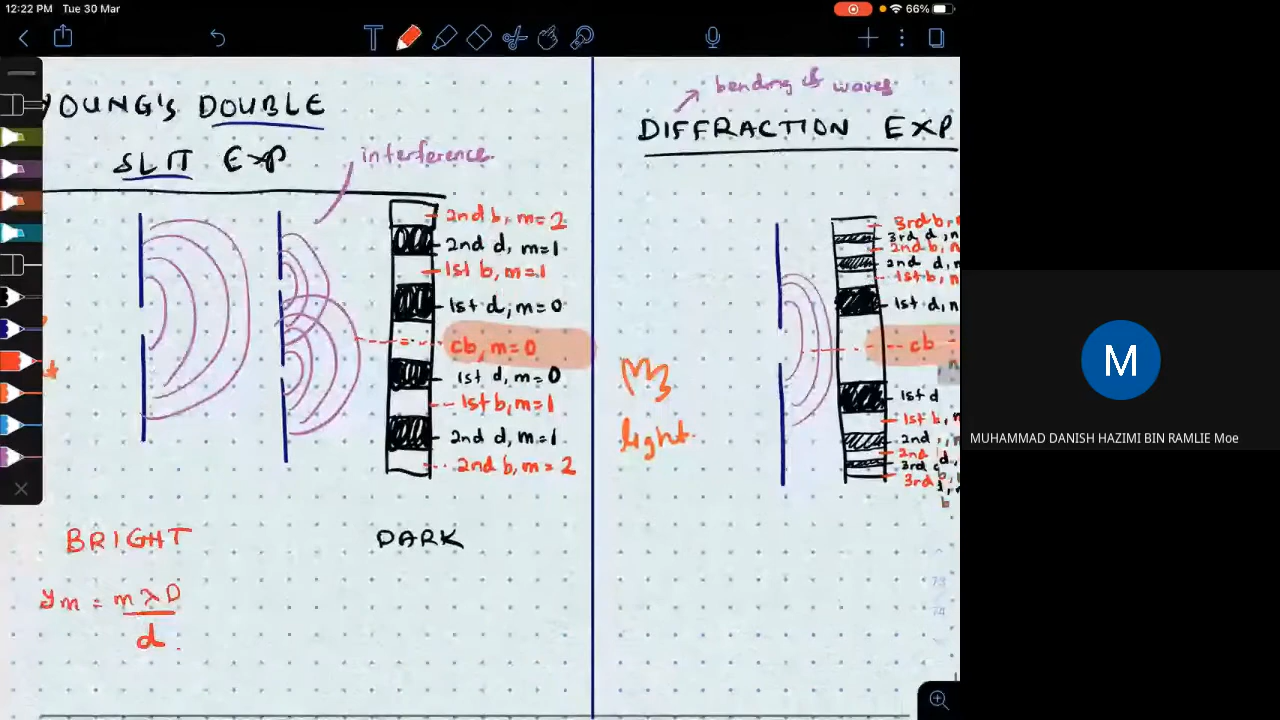 12:22 PM Tue 30 Mar
66%
YOUNG'S DOUBLE
SLIT EXP
interference
2nd b, m=2
2nd d, m=1
1st b, m=1
1st d, m=0
cb, m=0
1st d, m=0
1st b, m=1
2nd d, m=1
2nd b, m=2
BRIGHT
ym = mλD
d
DARK
bending of waves
DIFFRACTION EXP
light
3rd b,
3rd d,
2nd b,
2nd d,
1st b,
1st d,
cb
1st d
1st b,
2nd
2nd
3rd d,
3rd b,
73
74
M
MUHAMMAD DANISH HAZIMI BIN RAMLIE Moe